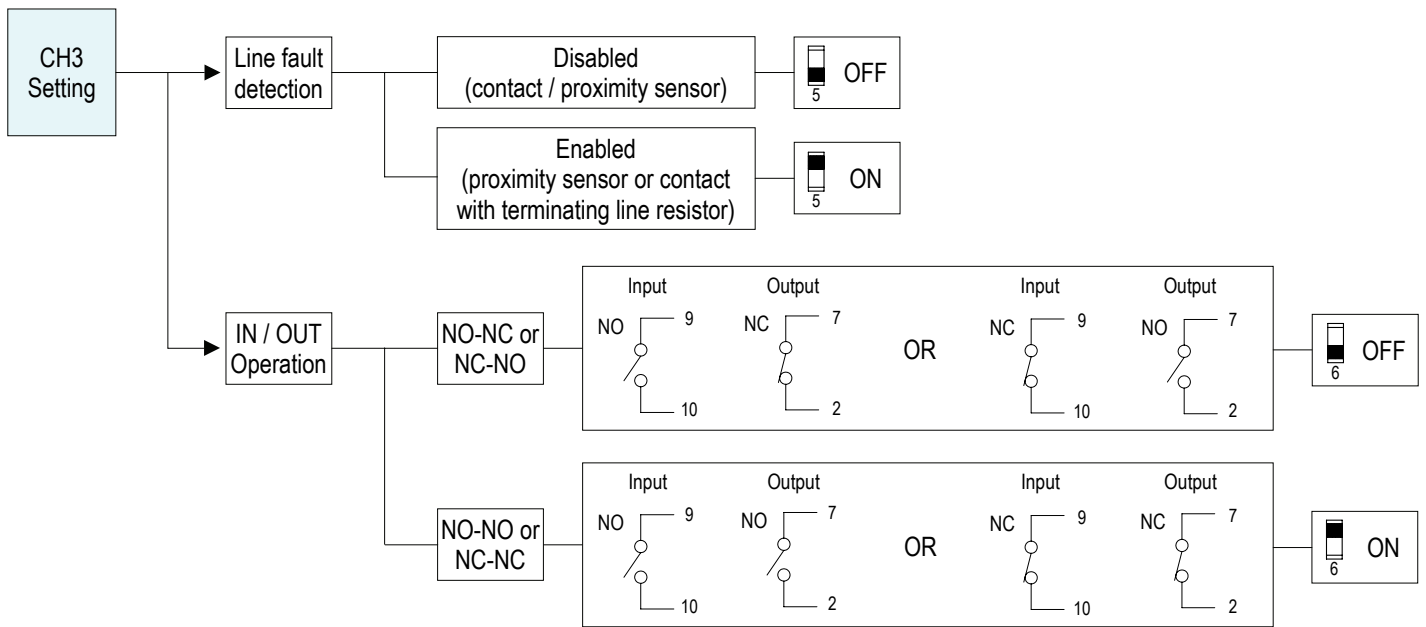 CH3
Setting
Line fault
detection
Disabled
(contact / proximity sensor)
5
OFF
Enabled
(proximity sensor or contact
with terminating line resistor)
5
ON
IN / OUT
Operation
NO-NC or
NC-NO
Input
Output
Input
Output
NO
9
10
NC
7
2
OR
NC
9
10
NO
7
2
6
OFF
NO-NO or
NC-NC
Input
Output
Input
Output
NO
9
10
NO
7
2
OR
NC
9
10
NC
7
2
6
ON